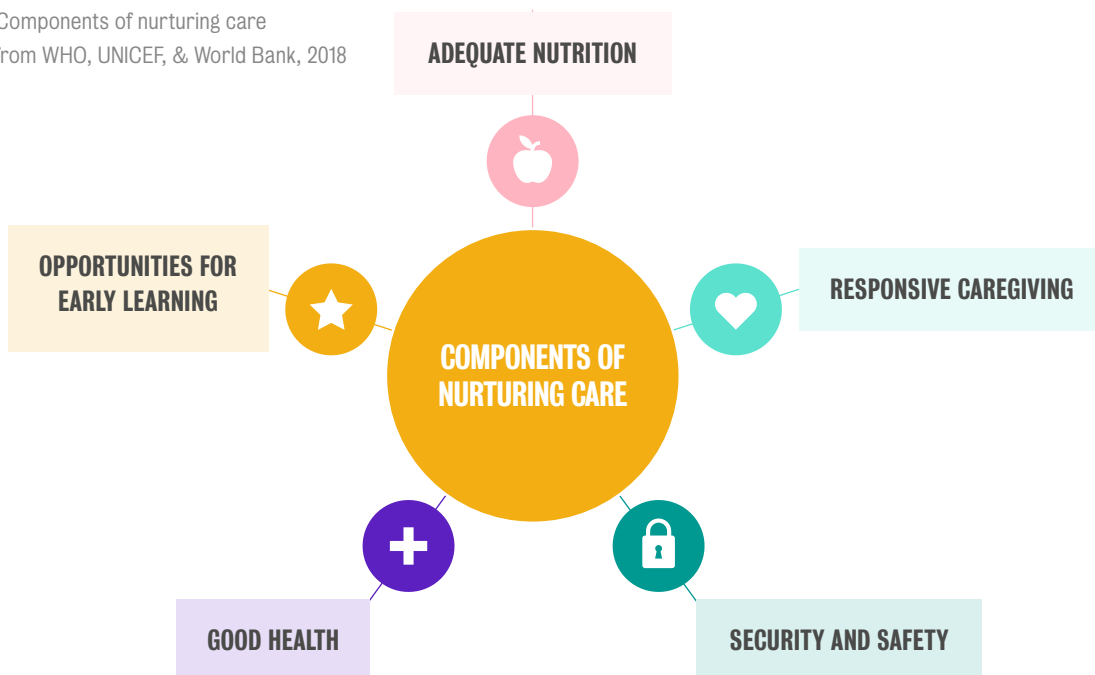 Components of nurturing care
from WHO, UNICEF, & World Bank, 2018
ADEQUATE NUTRITION
OPPORTUNITIES FOR
EARLY LEARNING
RESPONSIVE CAREGIVING
COMPONENTS OF
NURTURING CARE
GOOD HEALTH
SECURITY AND SAFETY